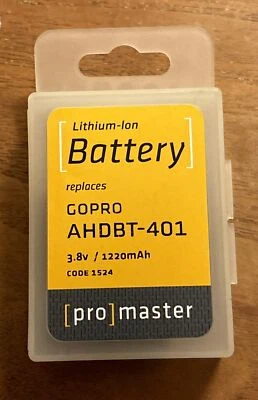 Lithium-Ion
[Battery]
replaces
GOPRO
AHDBT-401
3.8v / 1220mAh
CODE 1524
[pro]master